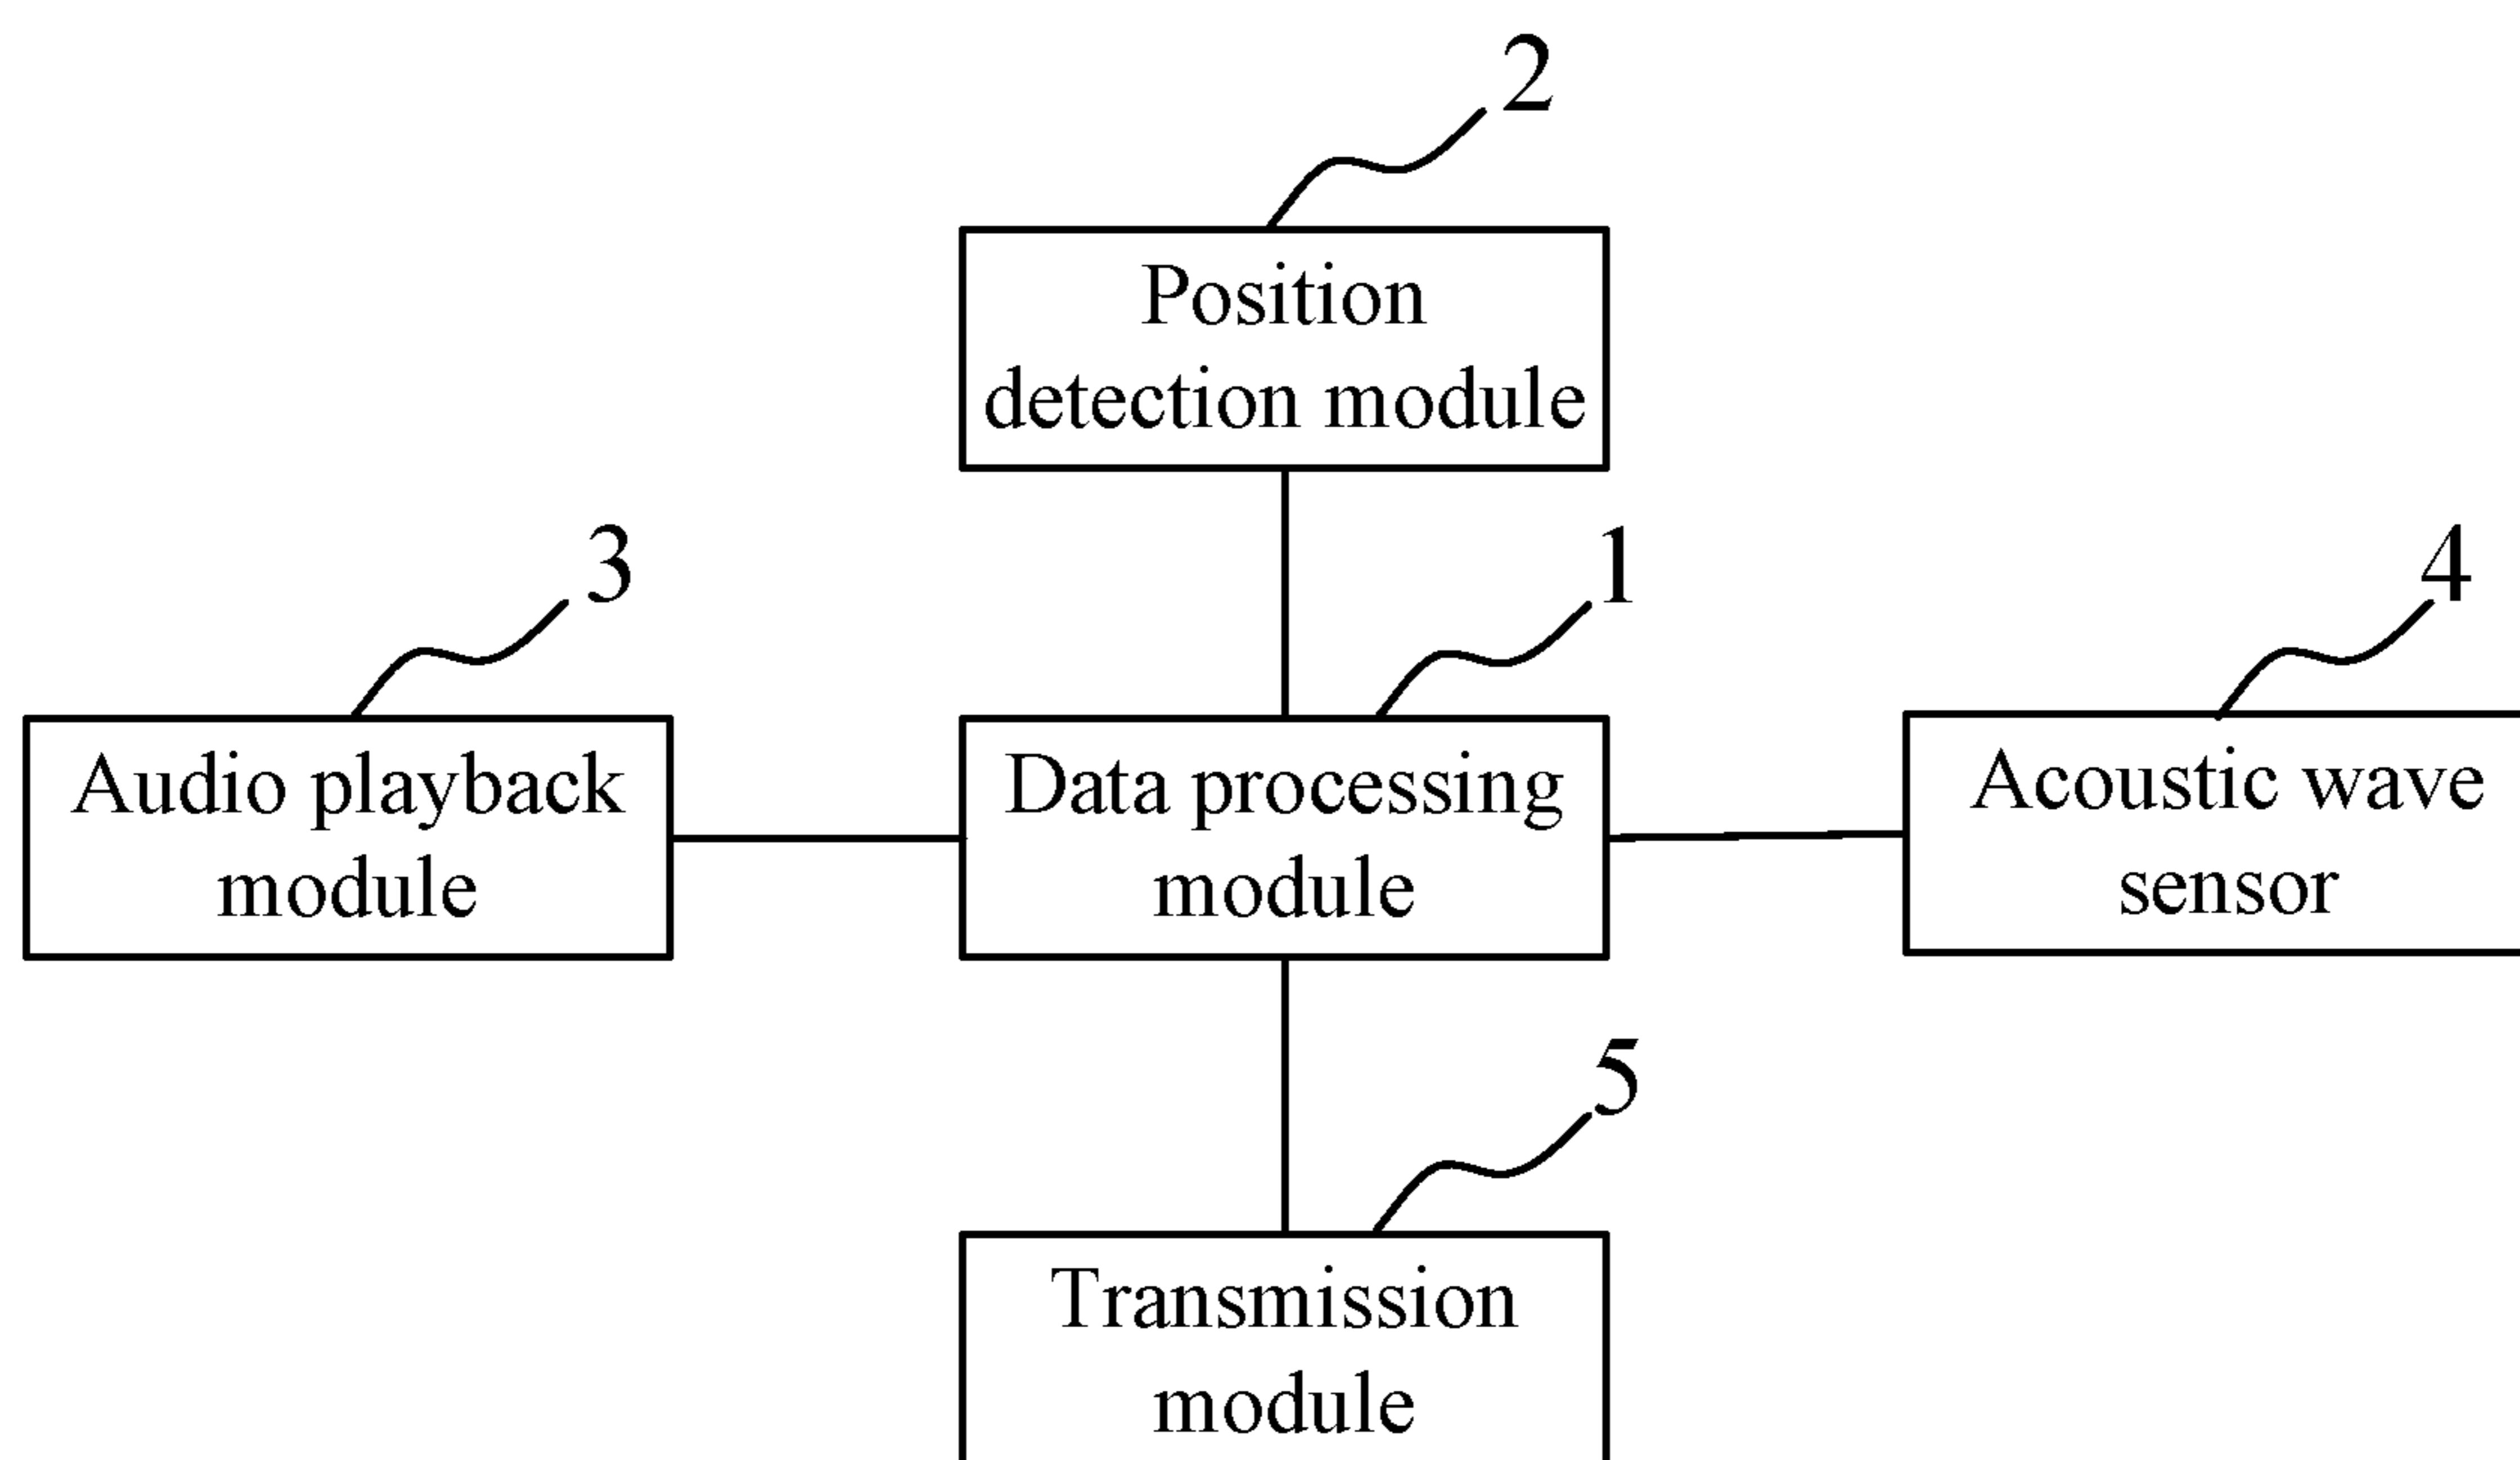 2
Position
detection module
3
1
4
Audio playback
module
Data processing
module
Acoustic wave
sensor
5
Transmission
module